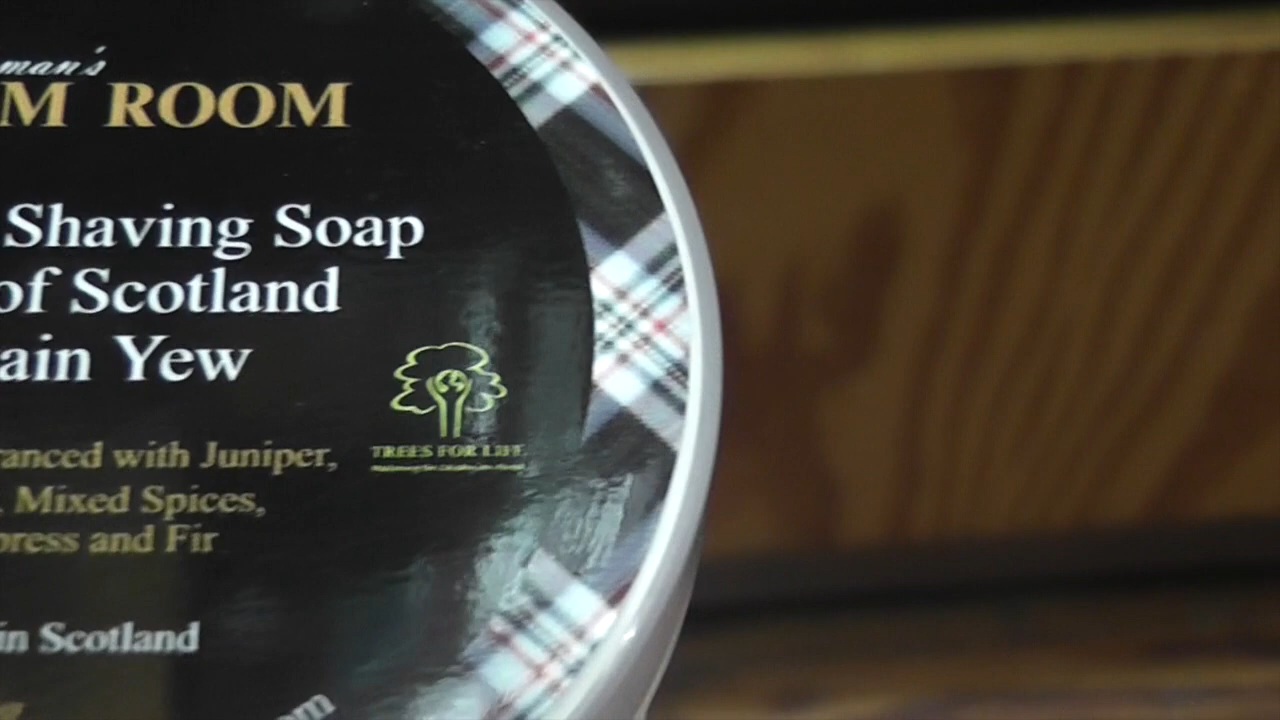 man's
M ROOM
Shaving Soap
of Scotland
ain Yew
TREES FOR LIFE
ranced with Juniper,
Mixed Spices,
press and Fir
in Scotland
om